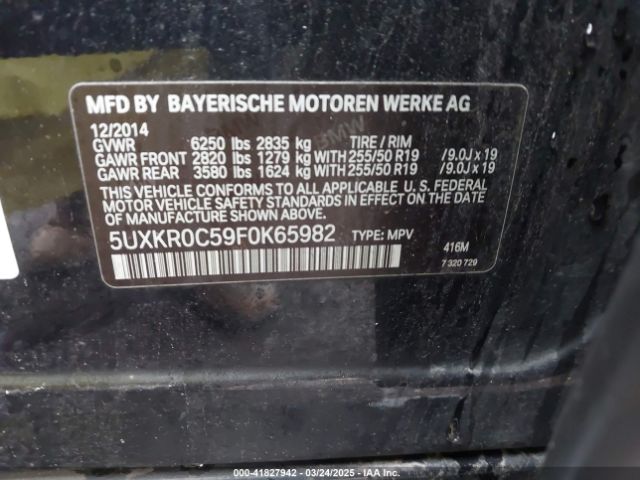 MFD BY BAYERISCHE MOTOREN WERKE AG
12/2014
GVWR 6250 lbs 2835 kg TIRE / RIM
GAWR FRONT 2820 lbs 1279 kg WITH 255/50 R19 /9.0J x 19
GAWR REAR 3580 lbs 1624 kg WITH 255/50 R19 /9.0J x 19
THIS VEHICLE CONFORMS TO ALL APPLICABLE U. S. FEDERAL
MOTOR VEHICLE SAFETY STANDARDS IN EFFECT ON THE
DATE OF MANUFACTURE SHOWN ABOVE.
5UXKR0C59F0K65982 TYPE: MPV
416M
7 320 729
000-41827942 - 03/24/2025 - IAA Inc.